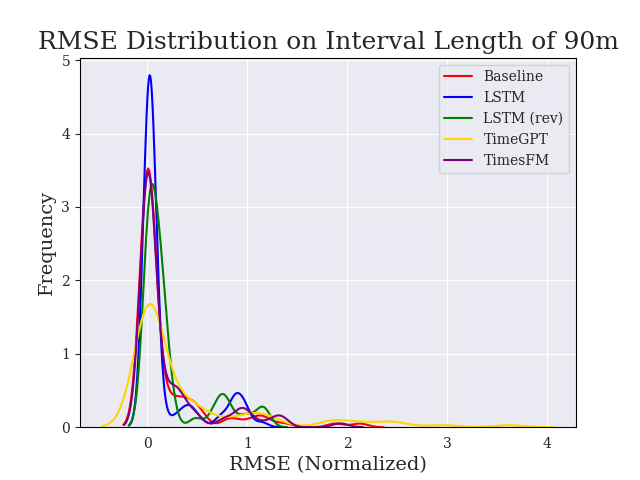 RMSE Distribution on Interval Length of 90m
Baseline
LSTM
LSTM (rev)
TimeGPT
TimesFM
Frequency
5
4
3
2
1
0
0 1 2 3 4
RMSE (Normalized)